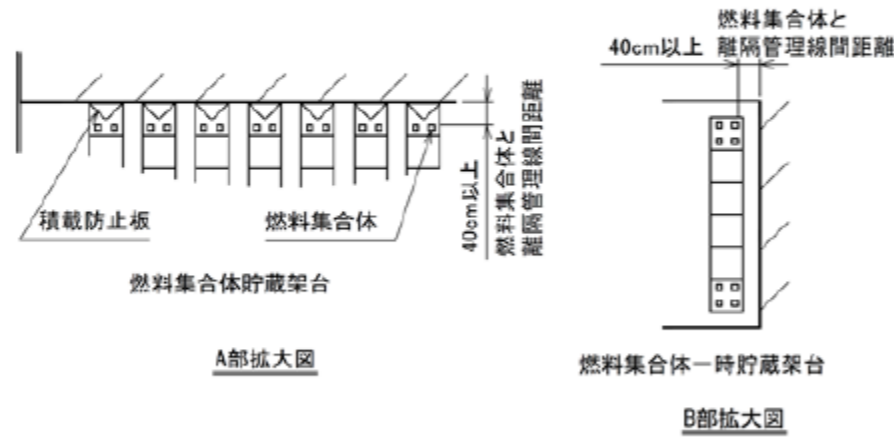 積載防止板
燃料集合体
燃料集合体貯蔵架台
A部拡大図
40cm以上
燃料集合体と
離隔管理線間距離
燃料集合体と
40cm以上 離隔管理線間距離
燃料集合体一時貯蔵架台
B部拡大図